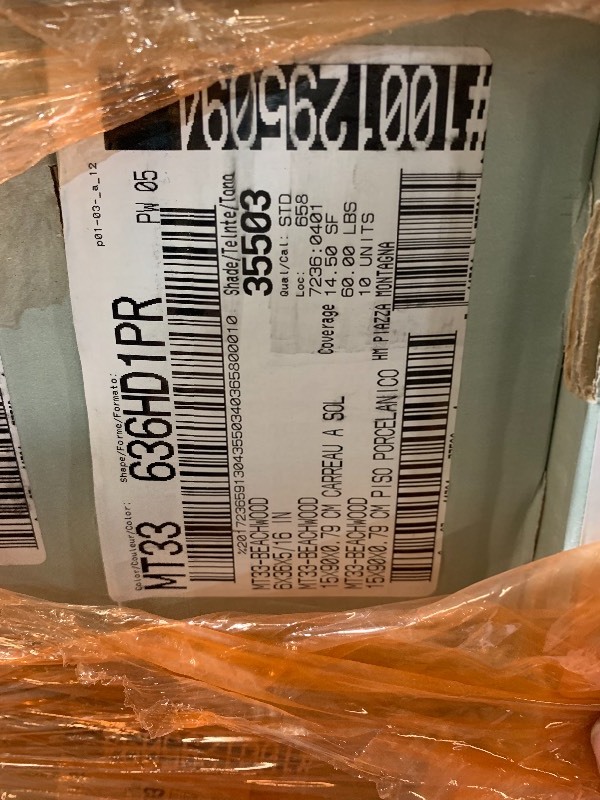 p01-03-_a_12
Color/Couleur/Color: Shape/Forme/Formato:
MT33 636HD1PR PW 05
Shade/Teinte/Tono
35503
Qual/Cal: STD
Loc: 658
7236:0401
Coverage 14.50 SF
60.00 LBS
10 UNITS
MT33-BEACHWOOD
6X36X5/16 IN
MT33-BEACHWOOD
15X90X0.79 CM CARREAU A SOL
MT33-BEACHWOOD
15X90X0.79 CM PISO PORCELANICO HM PIAZZA MONTAGNA